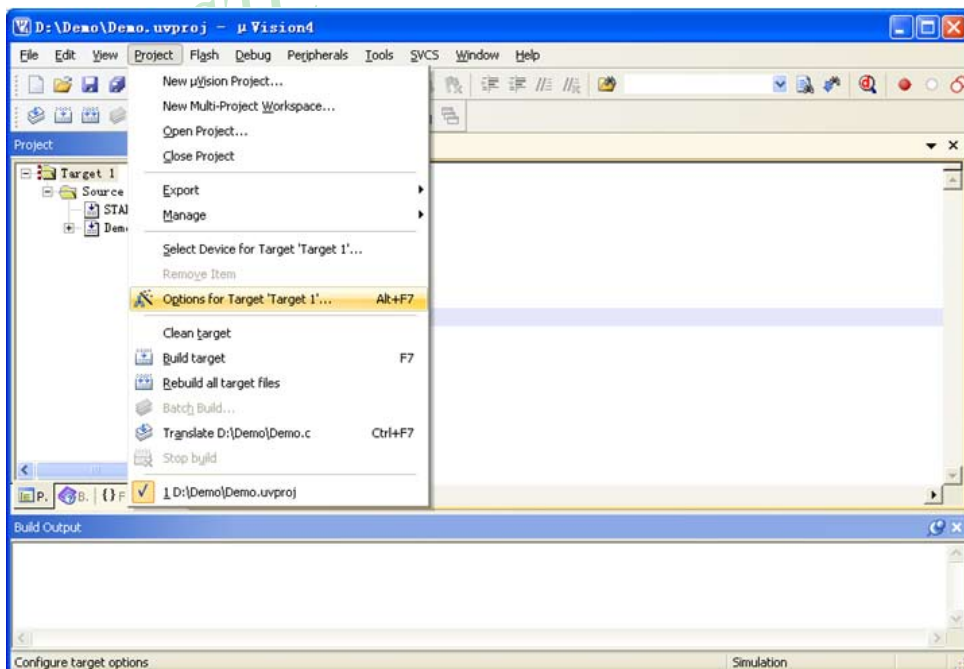 D:\Demo\Demo.uvproj - µVision4
File Edit View Project Flash Debug Peripherals Tools SVCS Window Help
New µVision Project...
New Multi-Project Workspace...
Open Project...
Close Project
Project
Target 1
Export
Source
Manage
Select Device for Target 'Target 1'...
Remove Item
Options for Target 'Target 1'... Alt+F7
Clean target
Build target F7
Rebuild all target files
Batch Build...
Translate D:\Demo\Demo.c Ctrl+F7
Stop build
P. B. {} F
1 D:\Demo\Demo.uvproj
Build Output
Configure target options Simulation